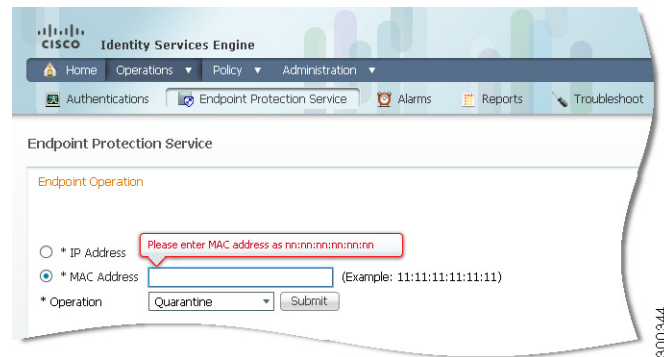 CISCO Identity Services Engine
Home Operations Policy Administration
Authentications Endpoint Protection Service Alarms Reports Troubleshoot
Endpoint Protection Service
Endpoint Operation
Please enter MAC address as nn:nn:nn:nn:nn:nn
* IP Address
* MAC Address (Example: 11:11:11:11:11:11)
* Operation Quarantine Submit
300344